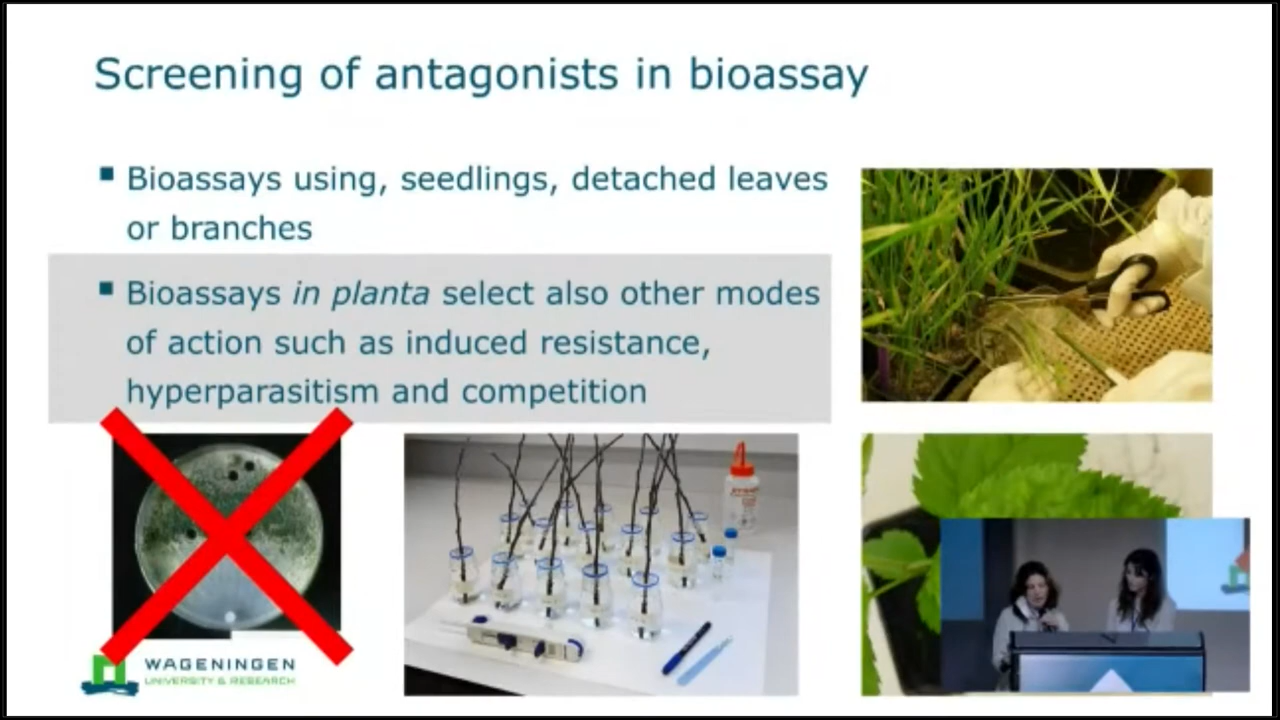 Screening of antagonists in bioassay
Bioassays using, seedlings, detached leaves
or branches
Bioassays in planta select also other modes
of action such as induced resistance,
hyperparasitism and competition
WAGENINGEN
UNIVERSITY & RESEARCH